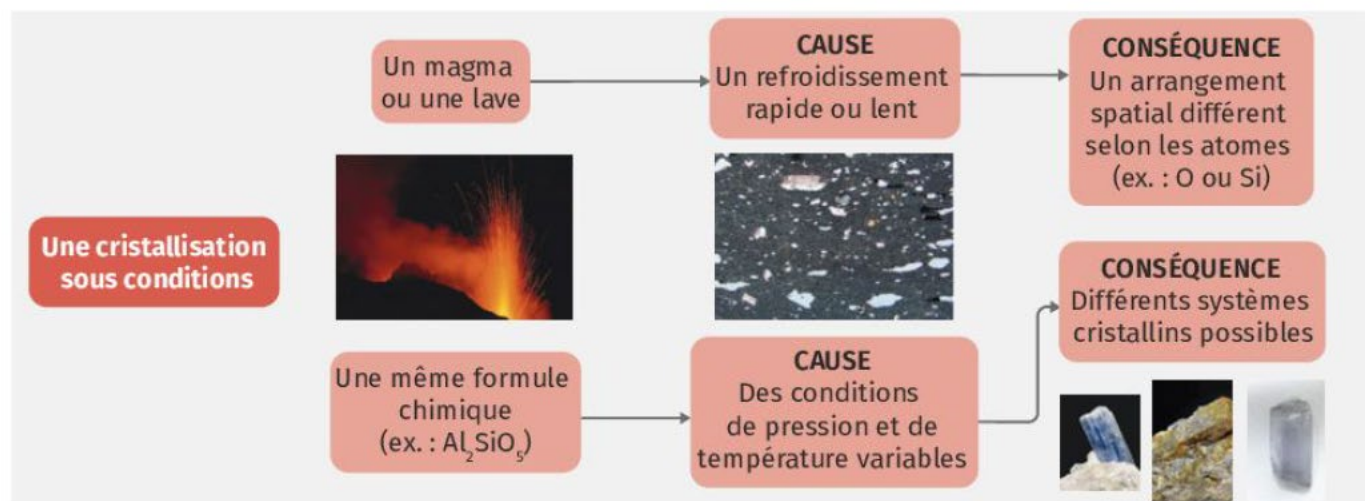 Une cristallisation
sous conditions
Un magma
ou une lave
CAUSE
Un refroidissement
rapide ou lent
CONSÉQUENCE
Un arrangement
spatial différent
selon les atomes
(ex. : O ou Si)
Une même formule
chimique
(ex. : Al₂SiO₅)
CAUSE
Des conditions
de pression et de
température variables
CONSÉQUENCE
Différents systèmes
cristallins possibles